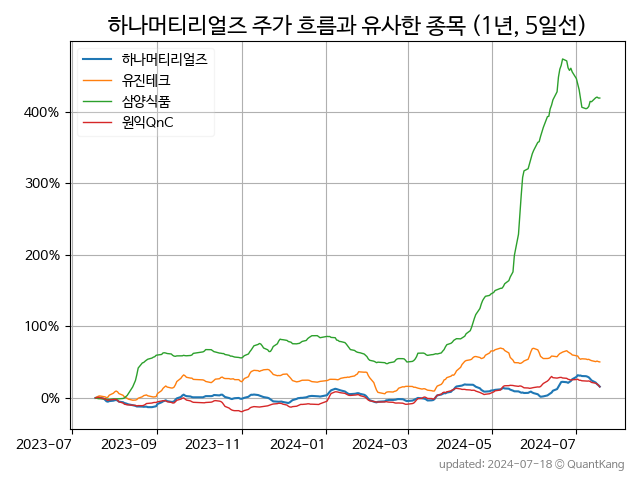 하나머티리얼즈 주가 흐름과 유사한 종목 (1년, 5일선)
하나머티리얼즈
유진테크
삼양식품
원익QnC
400%
300%
200%
100%
0%
2023-07 2023-09 2023-11 2024-01 2024-03 2024-05 2024-07
updated: 2024-07-18 © QuantKang